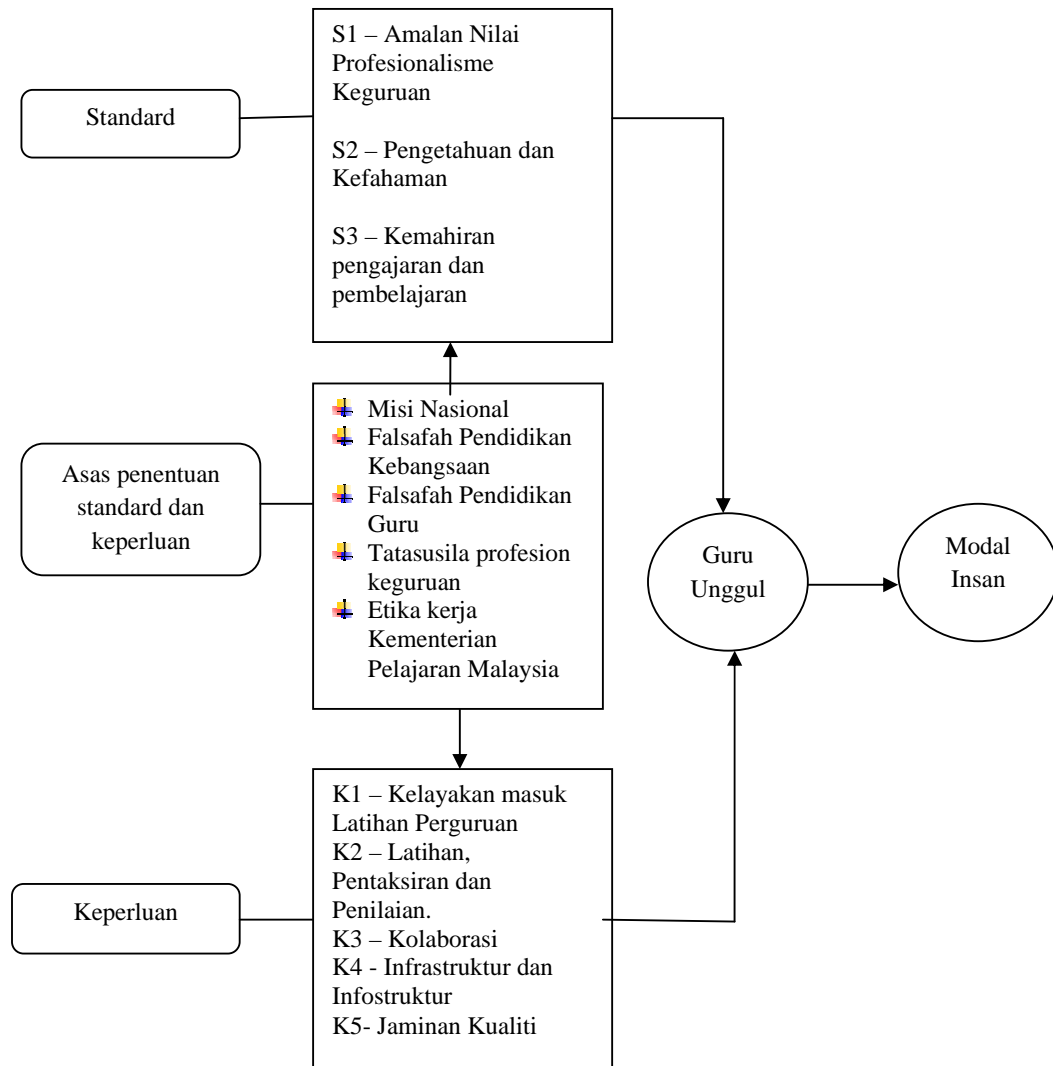 Standard
S1 – Amalan Nilai
Profesionalisme
Keguruan
S2 – Pengetahuan dan
Kefahaman
S3 – Kemahiran
pengajaran dan
pembelajaran
Asas penentuan
standard dan
keperluan
Misi Nasional
Falsafah Pendidikan
Kebangsaan
Falsafah Pendidikan
Guru
Tatasusila profesion
keguruan
Etika kerja
Kementerian
Pelajaran Malaysia
Guru
Unggul
Modal
Insan
Keperluan
K1 – Kelayakan masuk
Latihan Perguruan
K2 – Latihan,
Pentaksiran dan
Penilaian.
K3 – Kolaborasi
K4 - Infrastruktur dan
Infostruktur
K5- Jaminan Kualiti